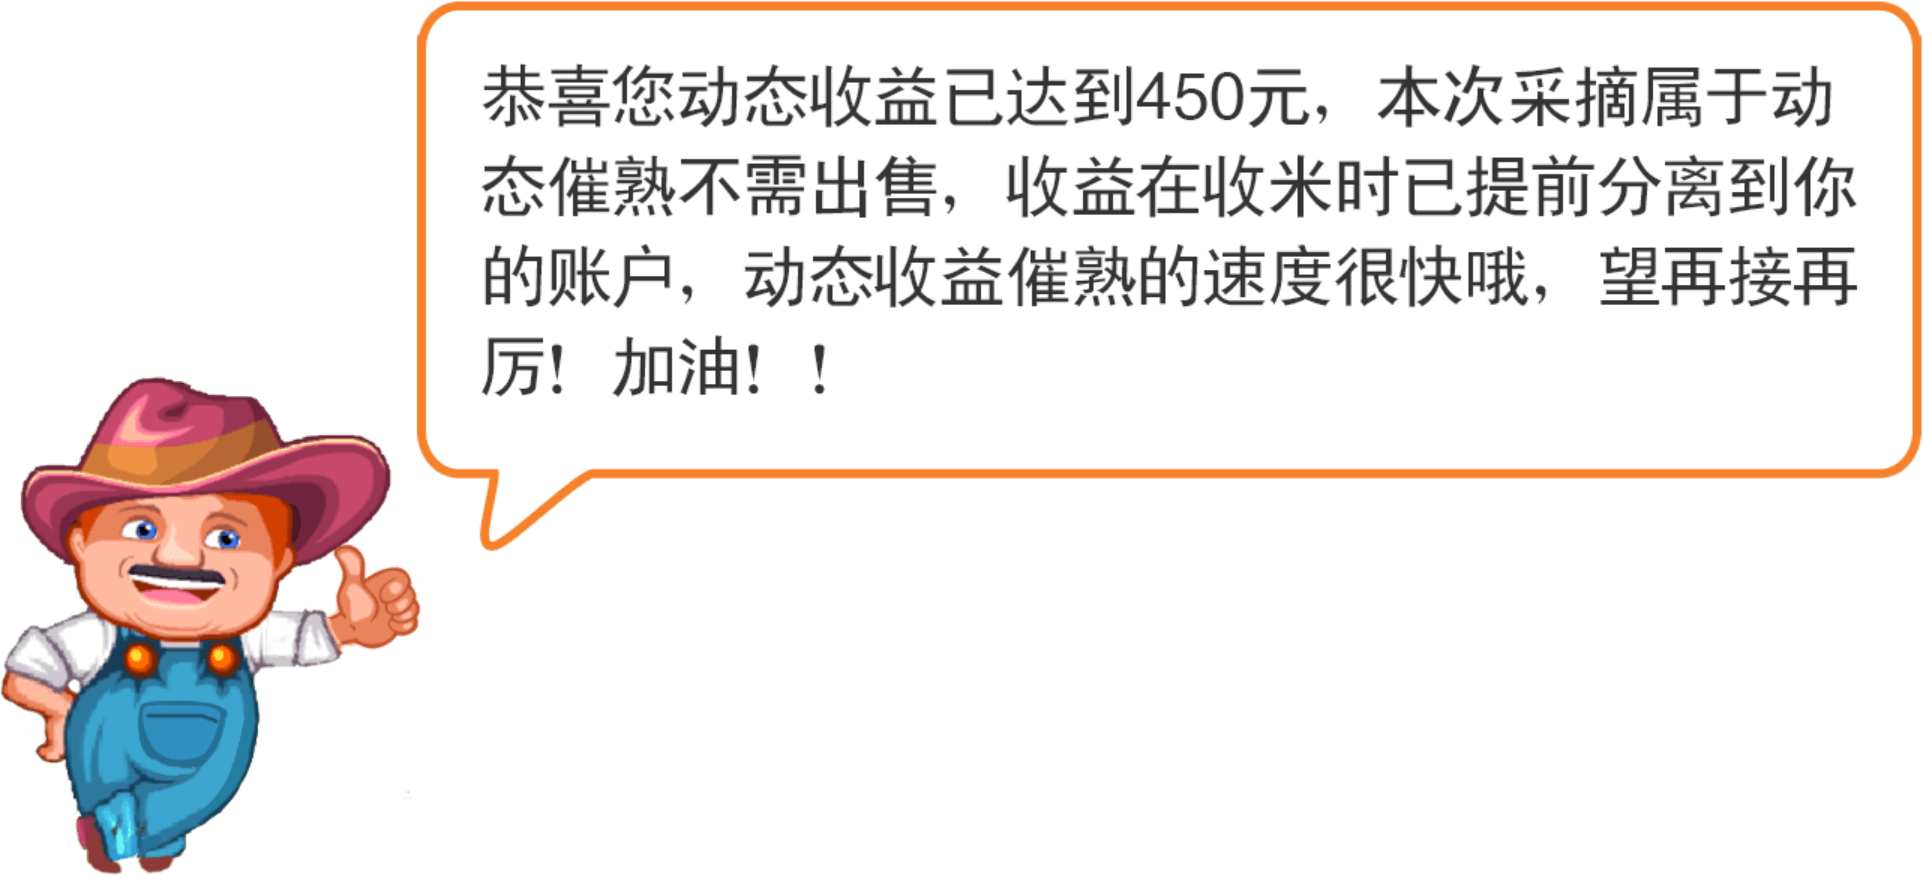 恭喜您动态收益已达到450元，本次采摘属于动
态催熟不需出售，收益在收米时已提前分离到你
的账户，动态收益催熟的速度很快哦，望再接再
厉！加油！！